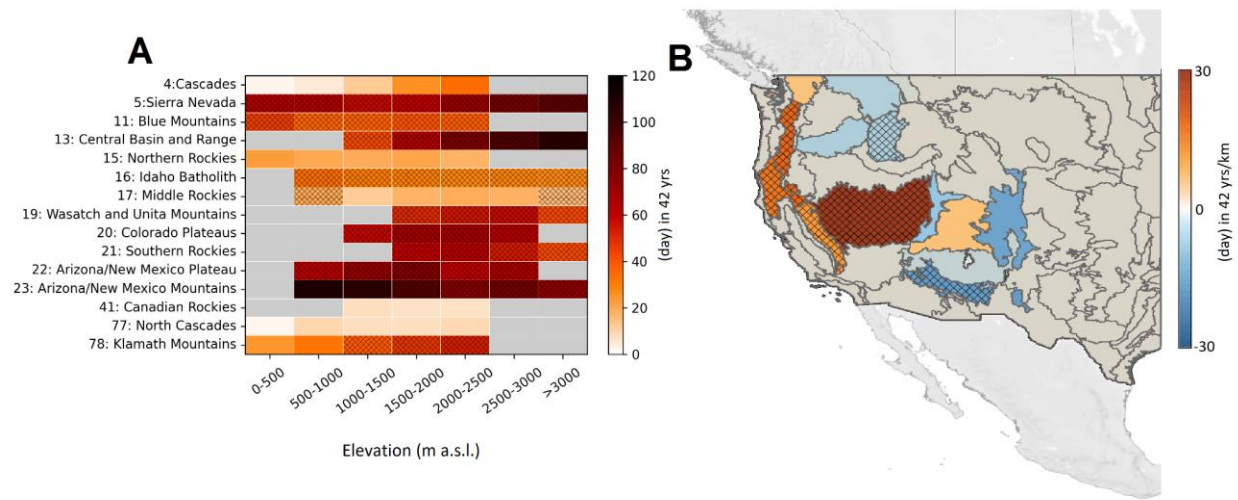 A
4:Cascades
5:Sierra Nevada
11: Blue Mountains
13: Central Basin and Range
15: Northern Rockies
16: Idaho Batholith
17: Middle Rockies
19: Wasatch and Unita Mountains
20: Colorado Plateaus
21: Southern Rockies
22: Arizona/New Mexico Plateau
23: Arizona/New Mexico Mountains
41: Canadian Rockies
77: North Cascades
78: Klamath Mountains
0-500
500-1000
1000-1500
1500-2000
2000-2500
2500-3000
>3000
Elevation (m a.s.l.)
120
100
80
60
40
20
0
(day) in 42 yrs
B
30
0
-30
(day) in 42 yrs/km